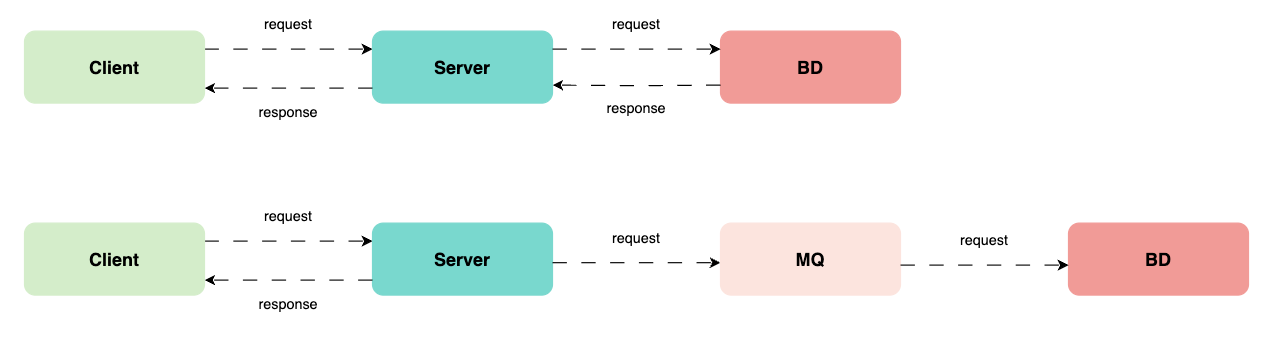 request
request
Client
Server
BD
response
response
request
request
request
Client
Server
MQ
BD
response